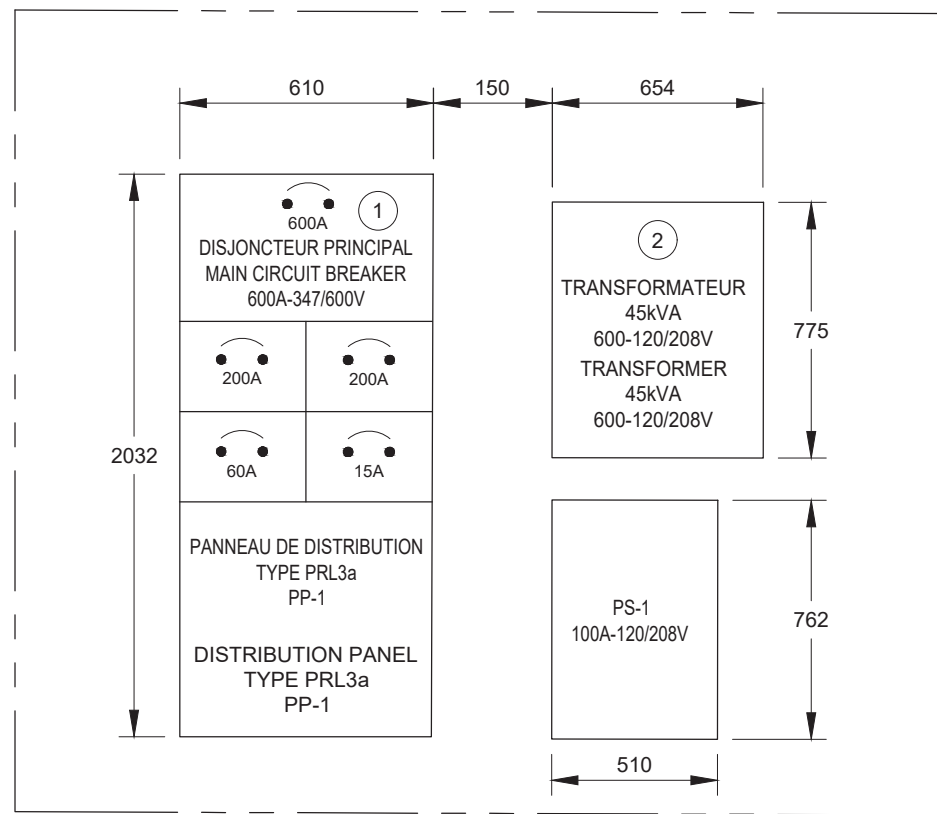 610
150
654
600A
1
DISJONCTEUR PRINCIPAL
MAIN CIRCUIT BREAKER
600A-347/600V
200A
200A
60A
15A
2032
PANNEAU DE DISTRIBUTION
TYPE PRL3a
PP-1
DISTRIBUTION PANEL
TYPE PRL3a
PP-1
2
TRANSFORMATEUR
45kVA
600-120/208V
TRANSFORMER
45kVA
600-120/208V
775
PS-1
100A-120/208V
762
510